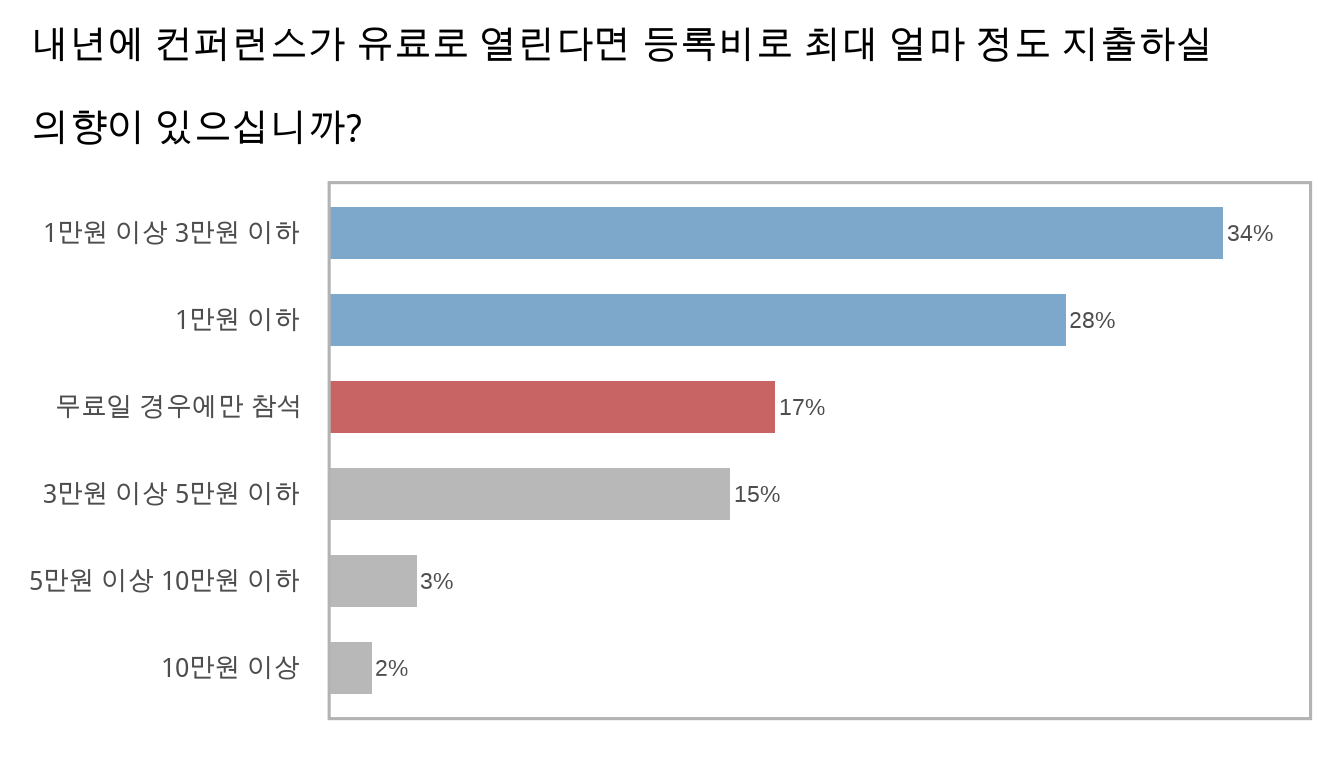 내년에 컨퍼런스가 유료로 열린다면 등록비로 최대 얼마 정도 지출하실
의향이 있으십니까?
1만원 이상 3만원 이하 34%
1만원 이하 28%
무료일 경우에만 참석 17%
3만원 이상 5만원 이하 15%
5만원 이상 10만원 이하 3%
10만원 이상 2%